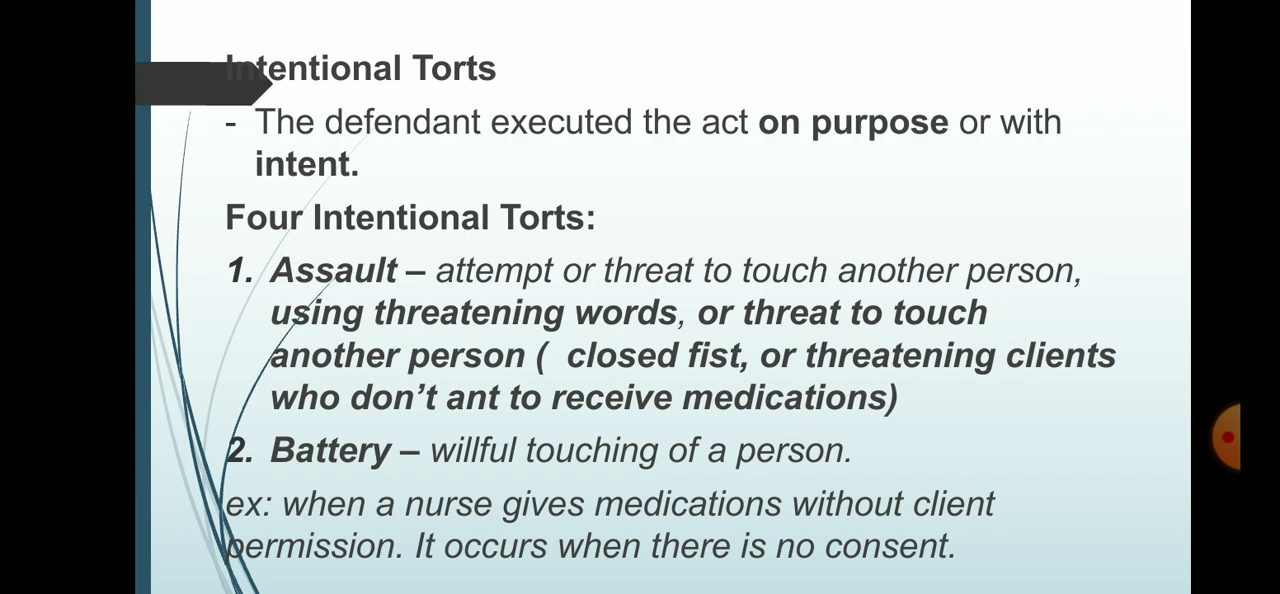 Intentional Torts
- The defendant executed the act on purpose or with
intent.
Four Intentional Torts:
1. Assault – attempt or threat to touch another person,
using threatening words, or threat to touch
another person ( closed fist, or threatening clients
who don’t ant to receive medications)
2. Battery – willful touching of a person.
ex: when a nurse gives medications without client
permission. It occurs when there is no consent.